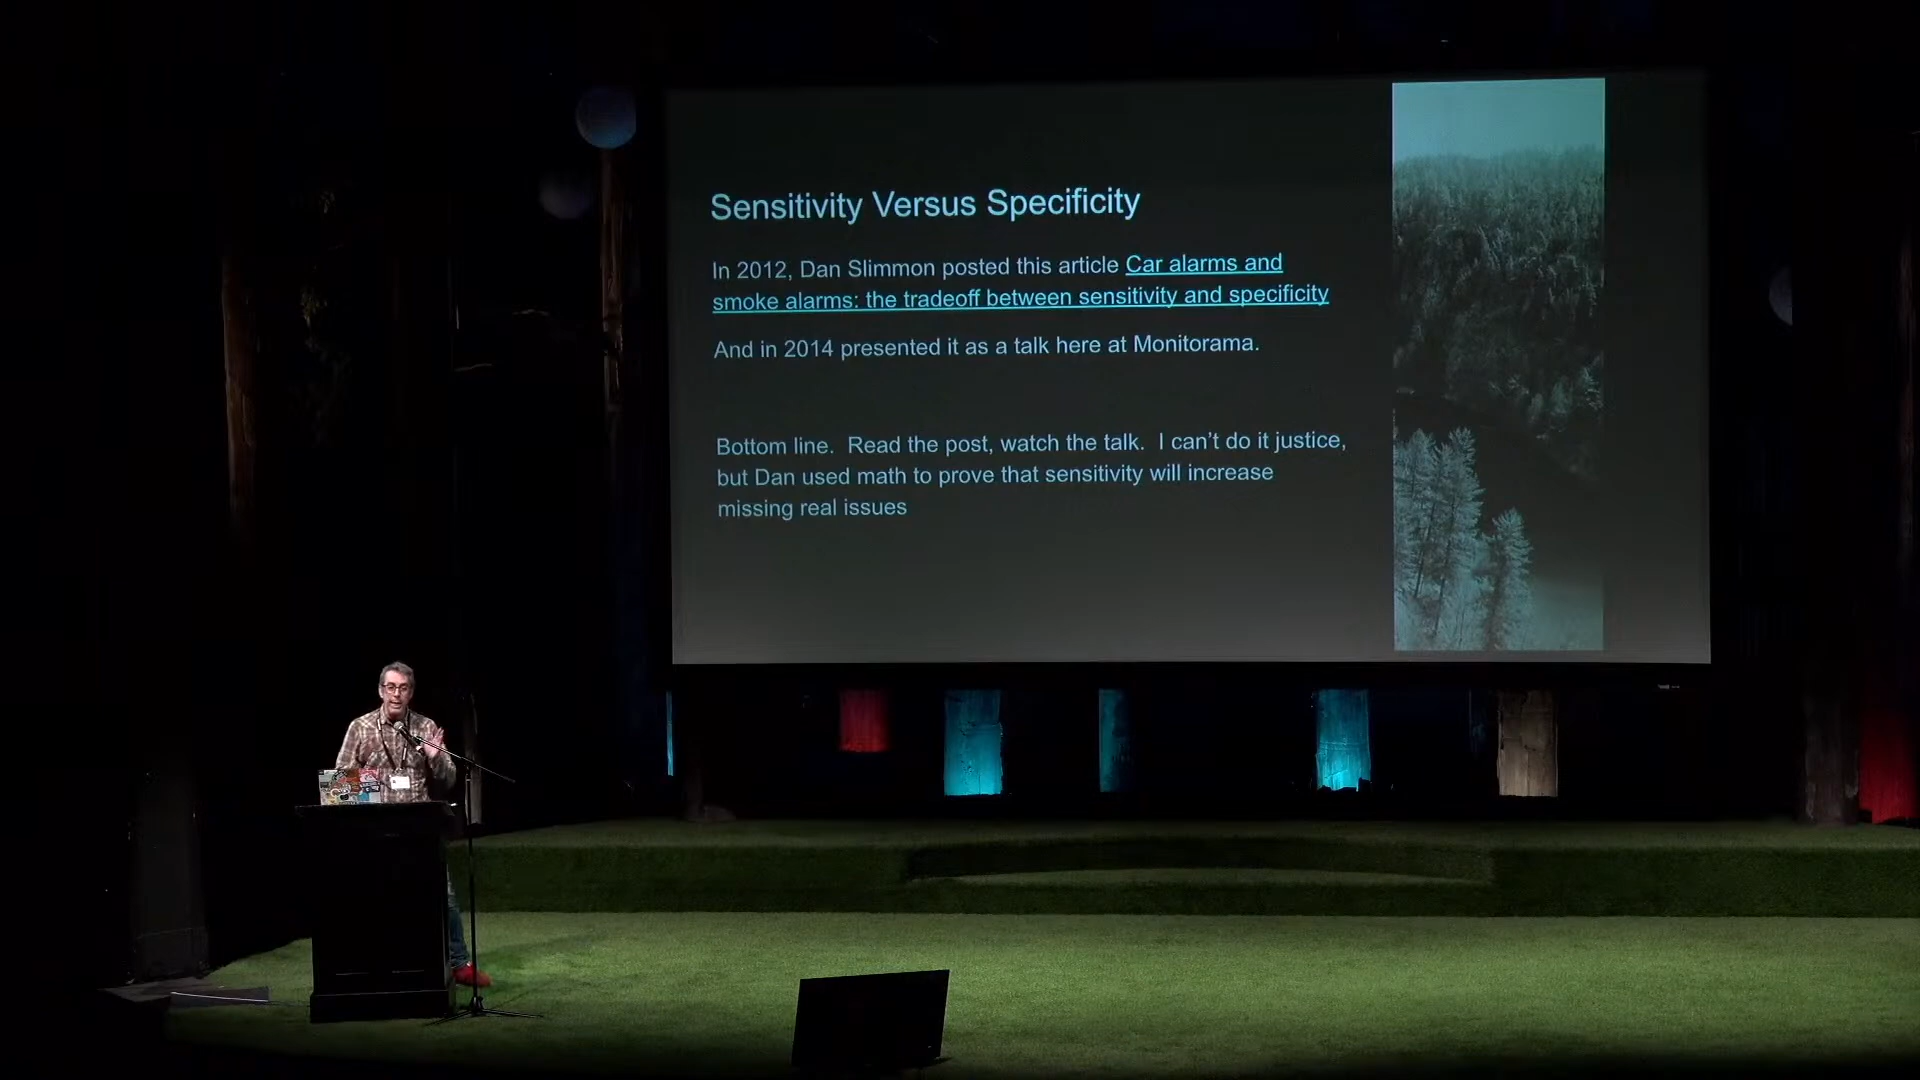 Sensitivity Versus Specificity
In 2012, Dan Slimmon posted this article Car alarms and
smoke alarms: the tradeoff between sensitivity and specificity
And in 2014 presented it as a talk here at Monitorama.
Bottom line.  Read the post, watch the talk.  I can’t do it justice,
but Dan used math to prove that sensitivity will increase
missing real issues